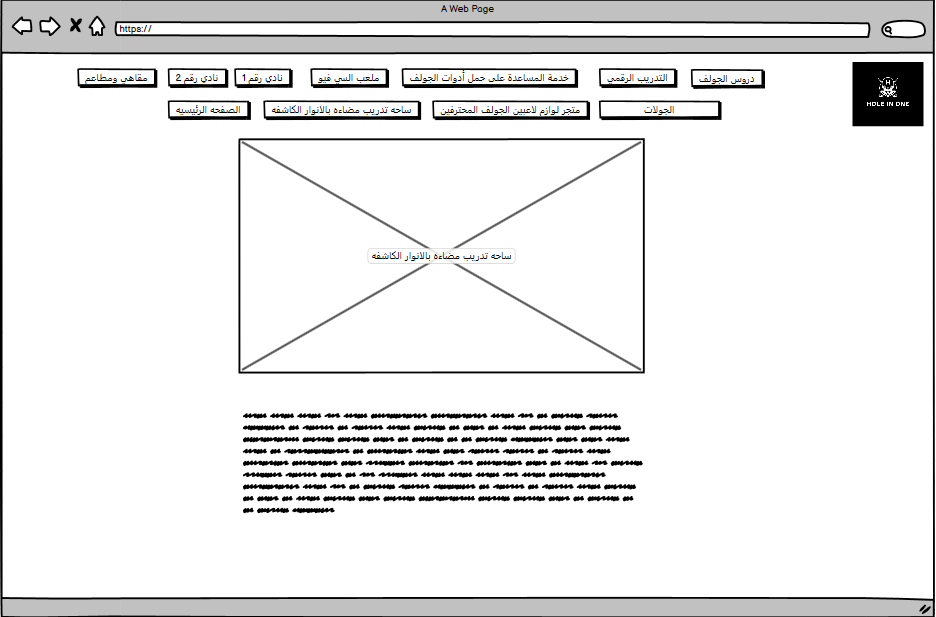 A Web Page
https://
دروس الجولف
التدريب الرقمي
خدمة المساعدة على حمل أدوات الجولف
ملعب السي فيو
نادي رقم 1
نادي رقم 2
مقاهي ومطاعم
HOLE IN ONE
الجولات
متجر لوازم لاعبين الجولف المحترفين
ساحه تدريب مضاءه بالانوار الكاشفه
الصفحه الرئيسيه
ساحه تدريب مضاءه بالانوار الكاشفه